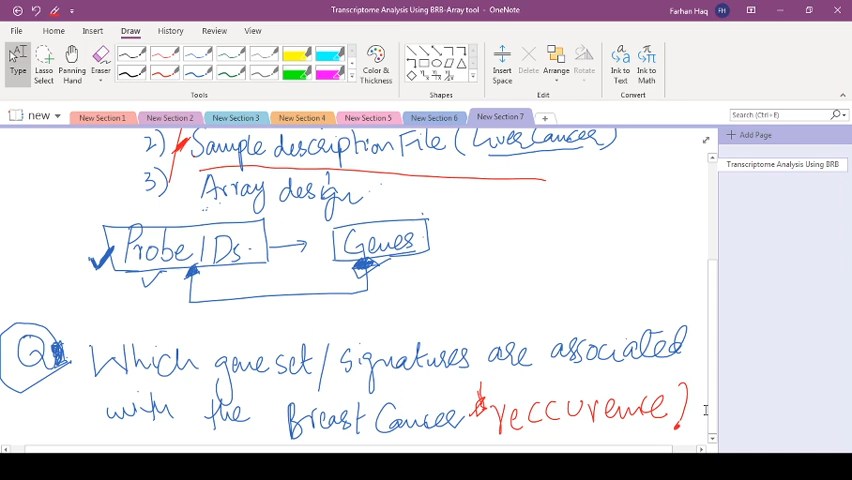 Transcriptome Analysis Using BRB-Array tool - OneNote
Farhan Haq
FH
File Home Insert Draw History Review View
Type
Lasso Select
Panning Hand
Eraser
Color & Thickness
Insert Space
Delete
Arrange
Rotate
Ink to Text
Ink to Math
Tools
Shapes
Edit
Convert
new
New Section 1
New Section 2
New Section 3
New Section 4
New Section 5
New Section 6
New Section 7
Search (Ctrl+E)
Add Page
Transcriptome Analysis Using BRB
2) Sample description File (Liver Cancer)
3) Array design
Probe IDs → Genes
Q Which gene set/signatures are associated
with the Breast Cancer reccurence?